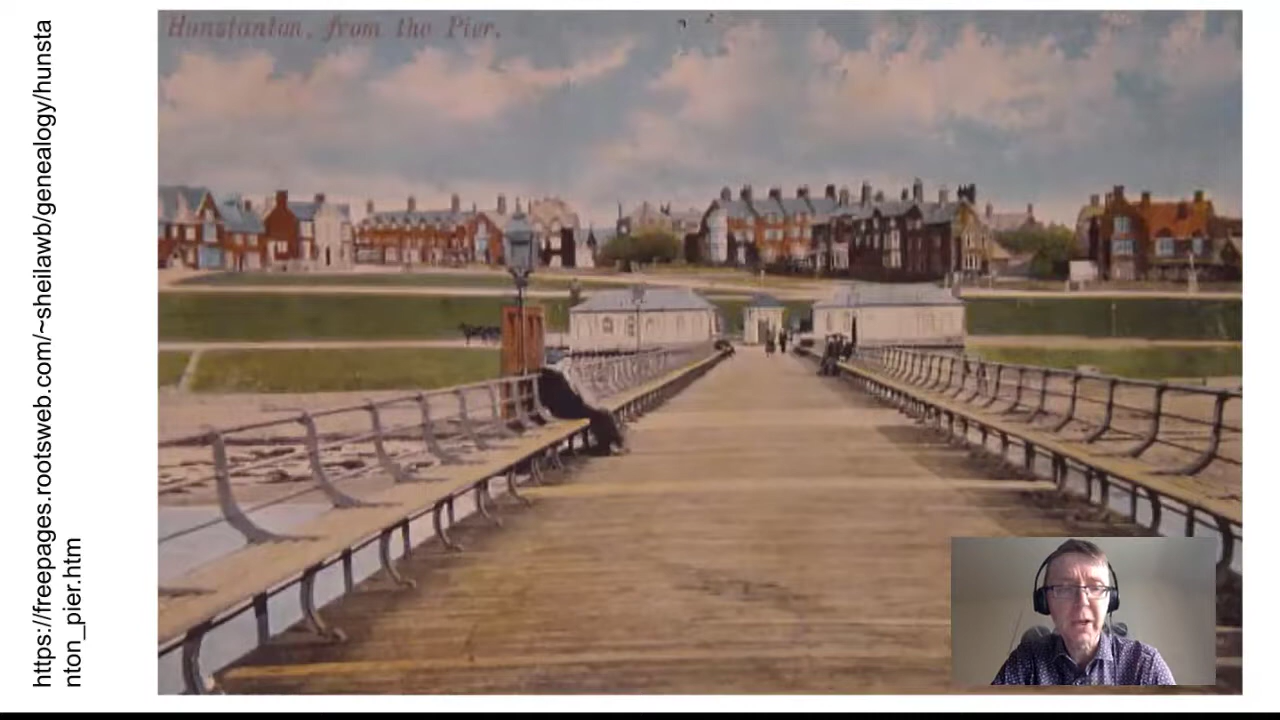 https://freepages.rootsweb.com/~sheilawb/genealogy/hunsta
nton_pier.htm
Hunstanton, from the Pier.